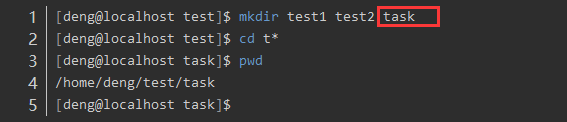 1 [deng@localhost test]$ mkdir test1 test2 task
2 [deng@localhost test]$ cd t*
3 [deng@localhost task]$ pwd
4 /home/deng/test/task
5 [deng@localhost task]$